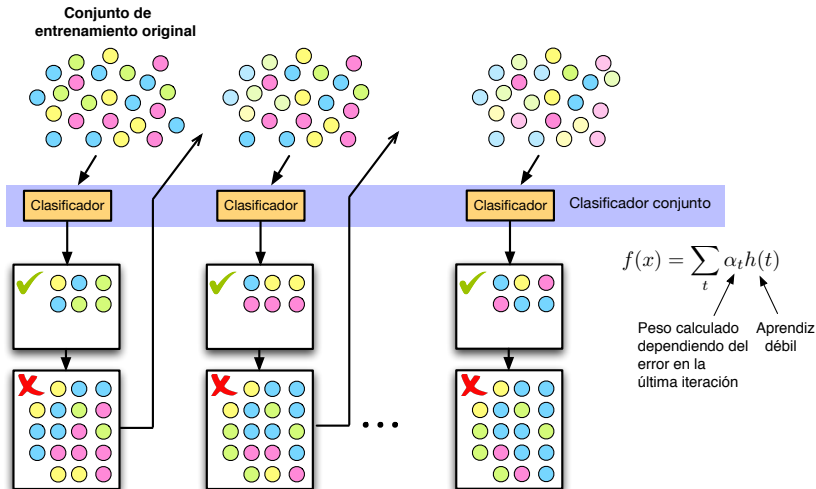 Conjunto de
entrenamiento original
Clasificador
Clasificador
Clasificador
Clasificador conjunto
f(x) = ∑_t α_t h(t)
Peso calculado
dependiendo del
error en la
última iteración
Aprendiz
débil